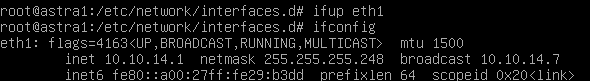 root@astra1:/etc/network/interfaces.d# ifup eth1
root@astra1:/etc/network/interfaces.d# ifconfig
eth1: flags=4163<UP,BROADCAST,RUNNING,MULTICAST>  mtu 1500
        inet 10.10.14.1  netmask 255.255.255.248  broadcast 10.10.14.7
        inet6 fe80::a00:27ff:fe29:b3dd  prefixlen 64  scopeid 0x20<link>